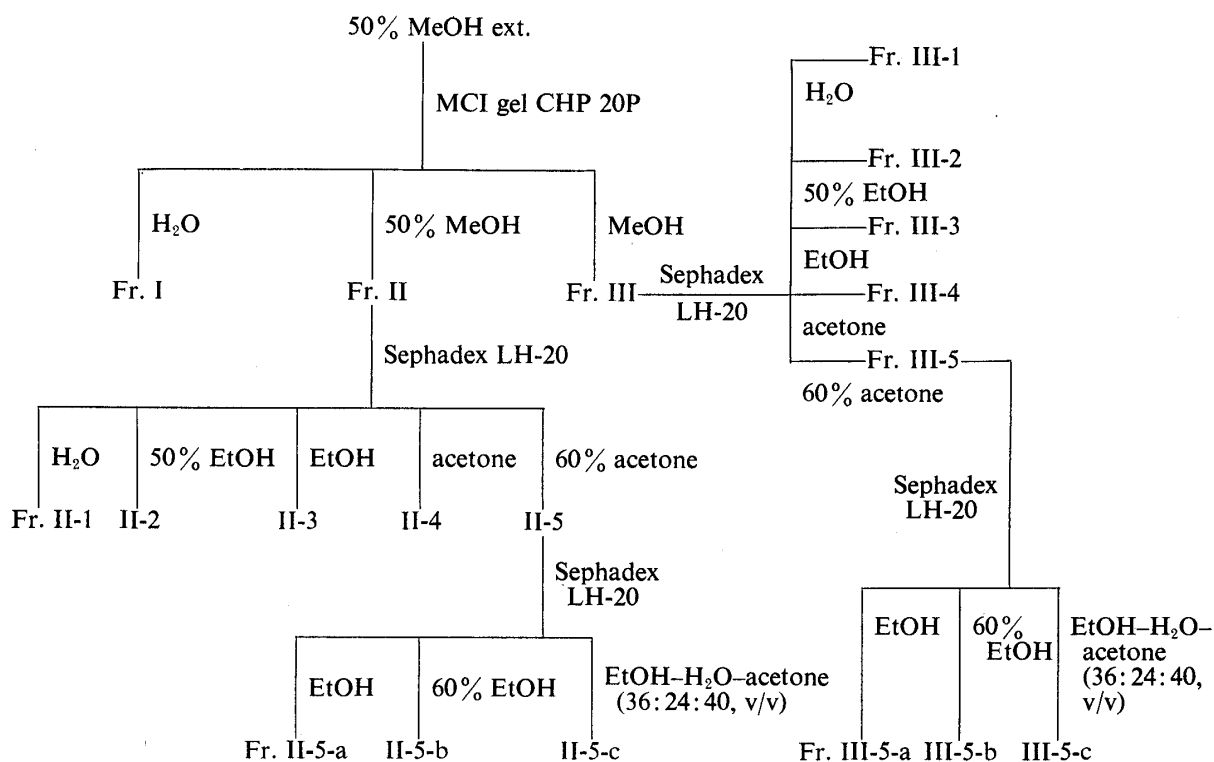 50% MeOH ext.
MCI gel CHP 20P
H₂O
50% MeOH
MeOH
Fr. I
Fr. II
Fr. III
Sephadex
LH-20
Fr. III-1
H₂O
Fr. III-2
50% EtOH
Fr. III-3
EtOH
Fr. III-4
acetone
Fr. III-5
60% acetone
Sephadex LH-20
H₂O
50% EtOH
EtOH
acetone
60% acetone
Fr. II-1
II-2
II-3
II-4
II-5
Sephadex
LH-20
EtOH
60% EtOH
EtOH–H₂O–acetone
(36:24:40, v/v)
Fr. II-5-a
II-5-b
II-5-c
Sephadex
LH-20
EtOH
60%
EtOH
EtOH–H₂O–
acetone
(36:24:40,
v/v)
Fr. III-5-a
III-5-b
III-5-c